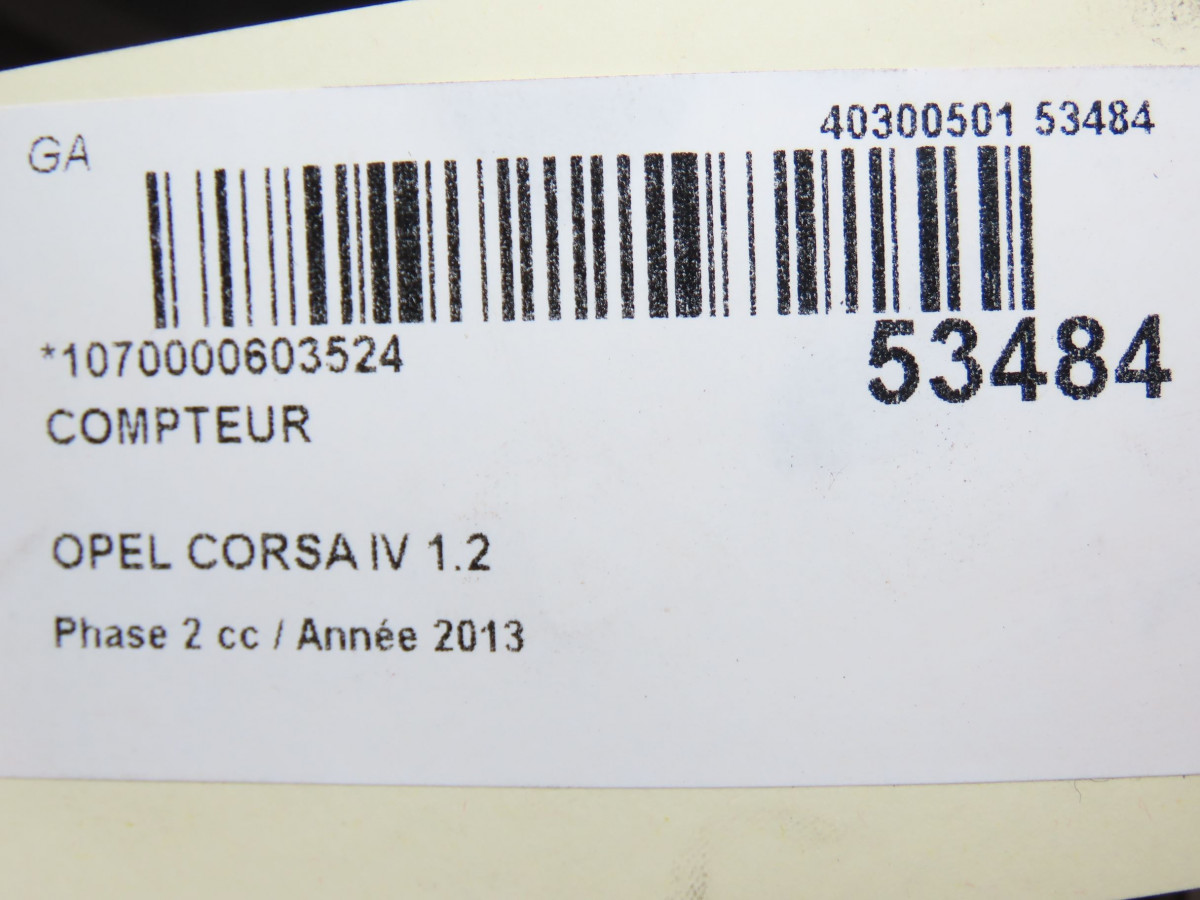 GA
40300501 53484
*1070000603524
53484
COMPTEUR
OPEL CORSA IV 1.2
Phase 2 cc / Année 2013